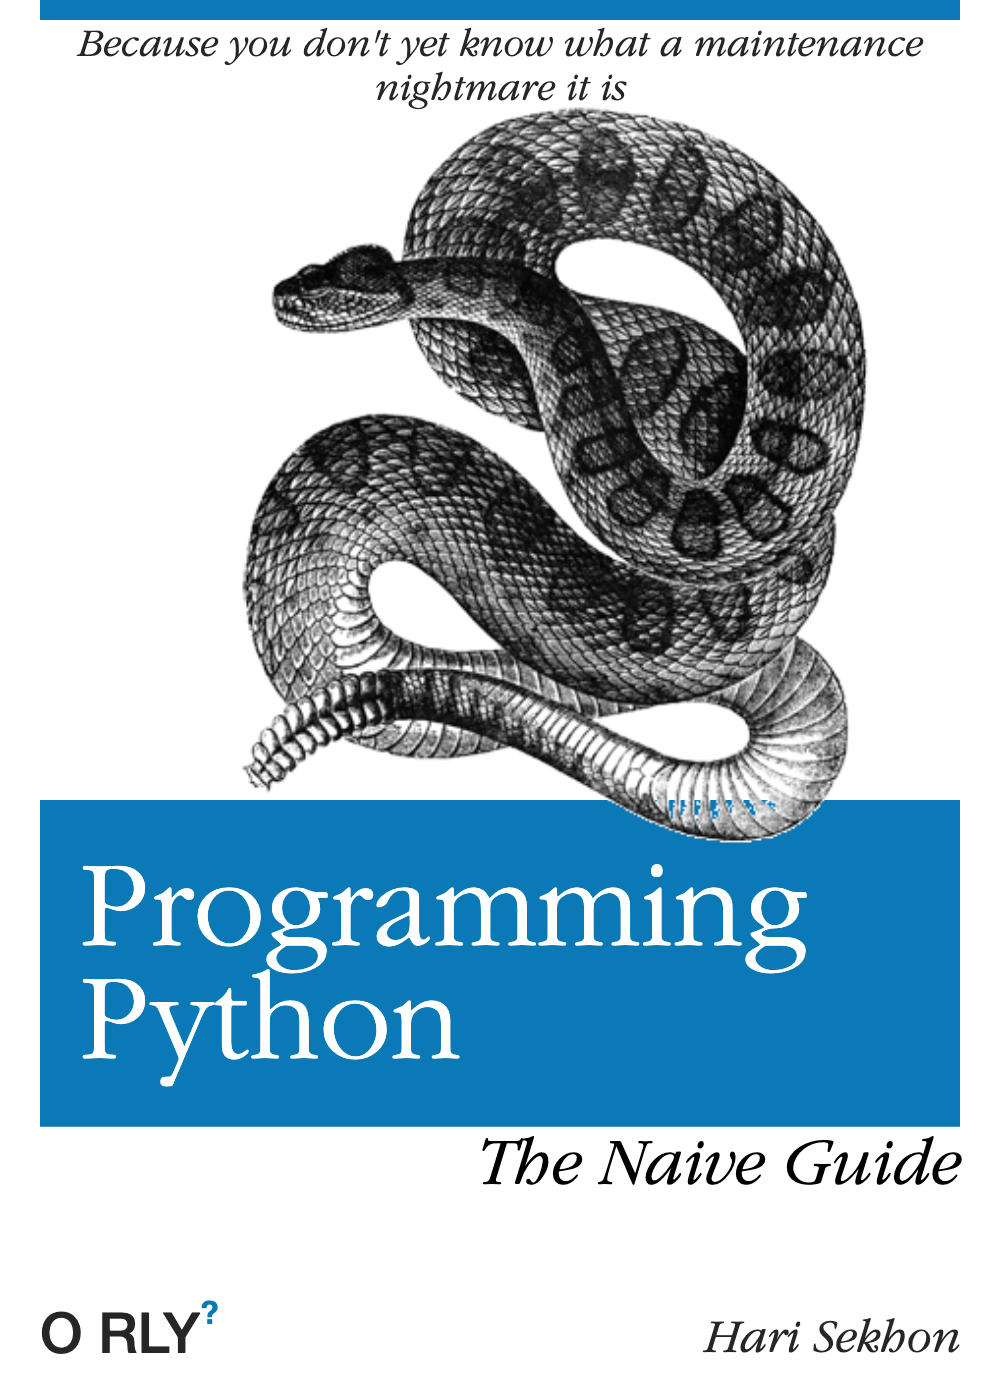 Because you don't yet know what a maintenance
nightmare it is
Programming
Python
The Naive Guide
O RLY?
Hari Sekhon